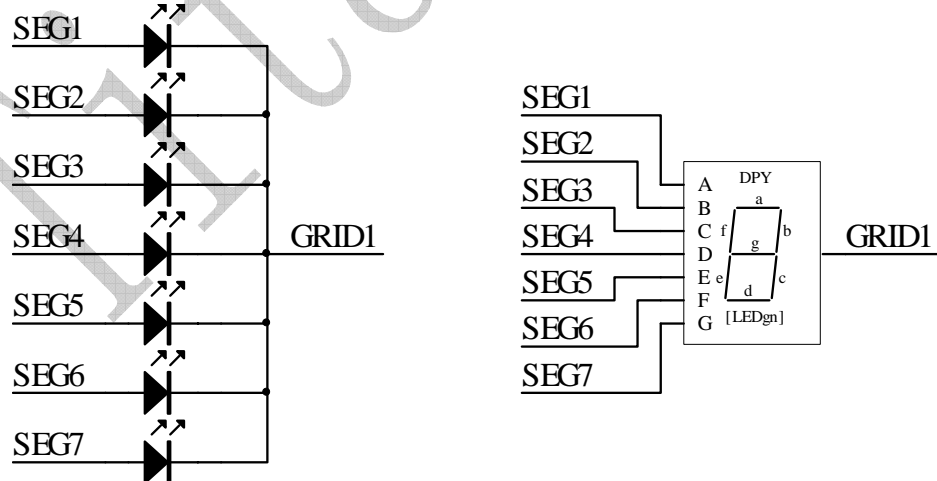 SEG1
SEG2
SEG3
SEG4
SEG5
SEG6
SEG7
GRID1
SEG1
SEG2
SEG3
SEG4
SEG5
SEG6
SEG7
DPY
A
B
C
D
E
F
G
a
f
b
g
e
c
d
[LEDgn]
GRID1